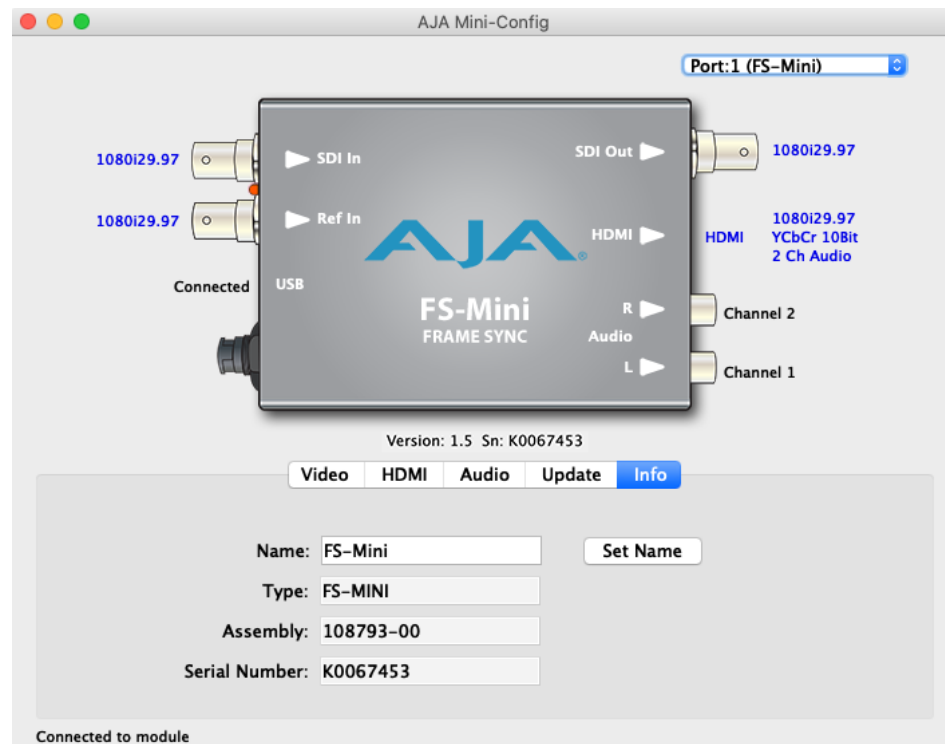 AJA Mini-Config
Port:1 (FS-Mini)
1080i29.97
SDI In
SDI Out
1080i29.97
1080i29.97
Ref In
AJA®
HDMI
HDMI
1080i29.97
YCbCr 10Bit
2 Ch Audio
Connected
USB
FS-Mini
FRAME SYNC
R
Channel 2
Audio
L
Channel 1
Version: 1.5 Sn: K0067453
Video HDMI Audio Update Info
Name: FS-Mini Set Name
Type: FS-MINI
Assembly: 108793-00
Serial Number: K0067453
Connected to module